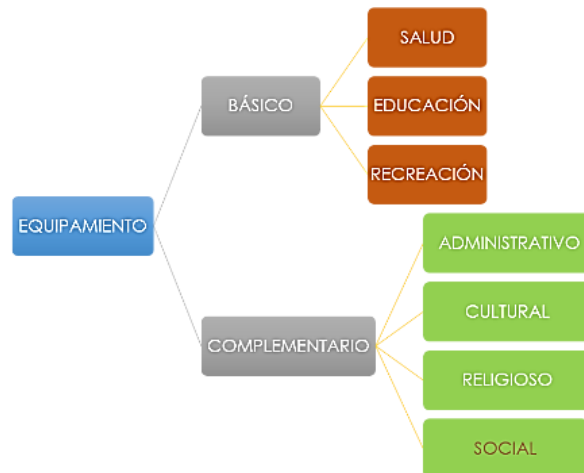 EQUIPAMIENTO
BÁSICO
SALUD
EDUCACIÓN
RECREACIÓN
COMPLEMENTARIO
ADMINISTRATIVO
CULTURAL
RELIGIOSO
SOCIAL